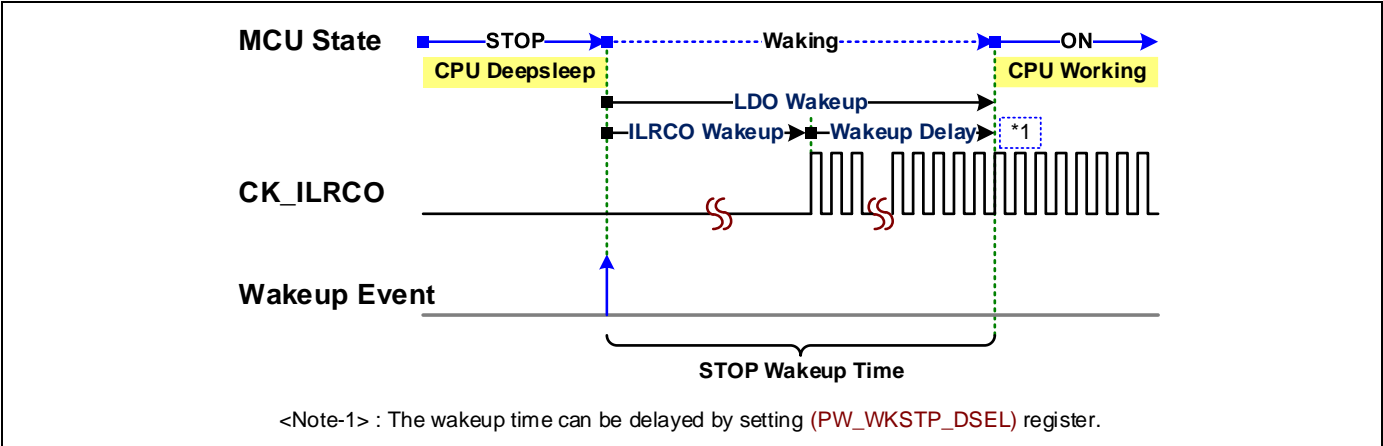 MCU State STOP Waking ON
CPU Deepsleep CPU Working
LDO Wakeup
ILRCO Wakeup Wakeup Delay *1
CK_ILRCO
Wakeup Event
STOP Wakeup Time
<Note-1> : The wakeup time can be delayed by setting (PW_WKSTP_DSEL) register.